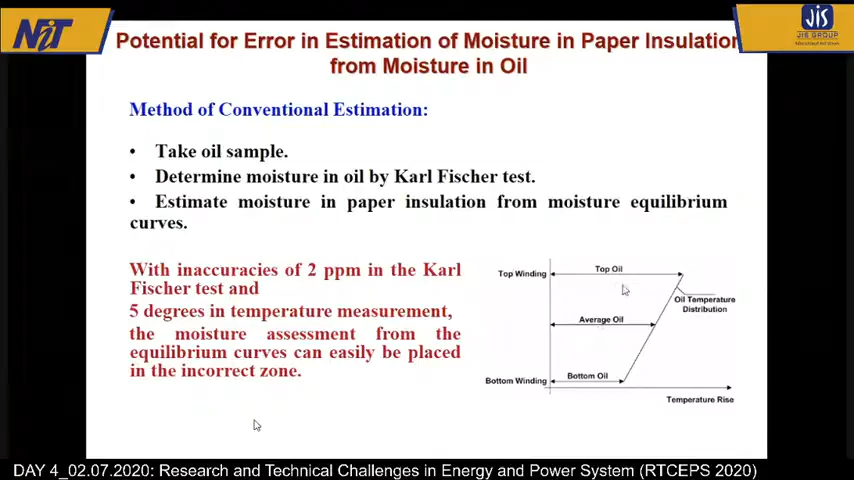 NiT
JIS
JIS GROUP
Potential for Error in Estimation of Moisture in Paper Insulation
from Moisture in Oil
Method of Conventional Estimation:
• Take oil sample.
• Determine moisture in oil by Karl Fischer test.
• Estimate moisture in paper insulation from moisture equilibrium
curves.
With inaccuracies of 2 ppm in the Karl
Fischer test and
5 degrees in temperature measurement,
the moisture assessment from the
equilibrium curves can easily be placed
in the incorrect zone.
Top Winding
Top Oil
Oil Temperature
Distribution
Average Oil
Bottom Winding
Bottom Oil
Temperature Rise
DAY 4_02.07.2020: Research and Technical Challenges in Energy and Power System (RTCEPS 2020)